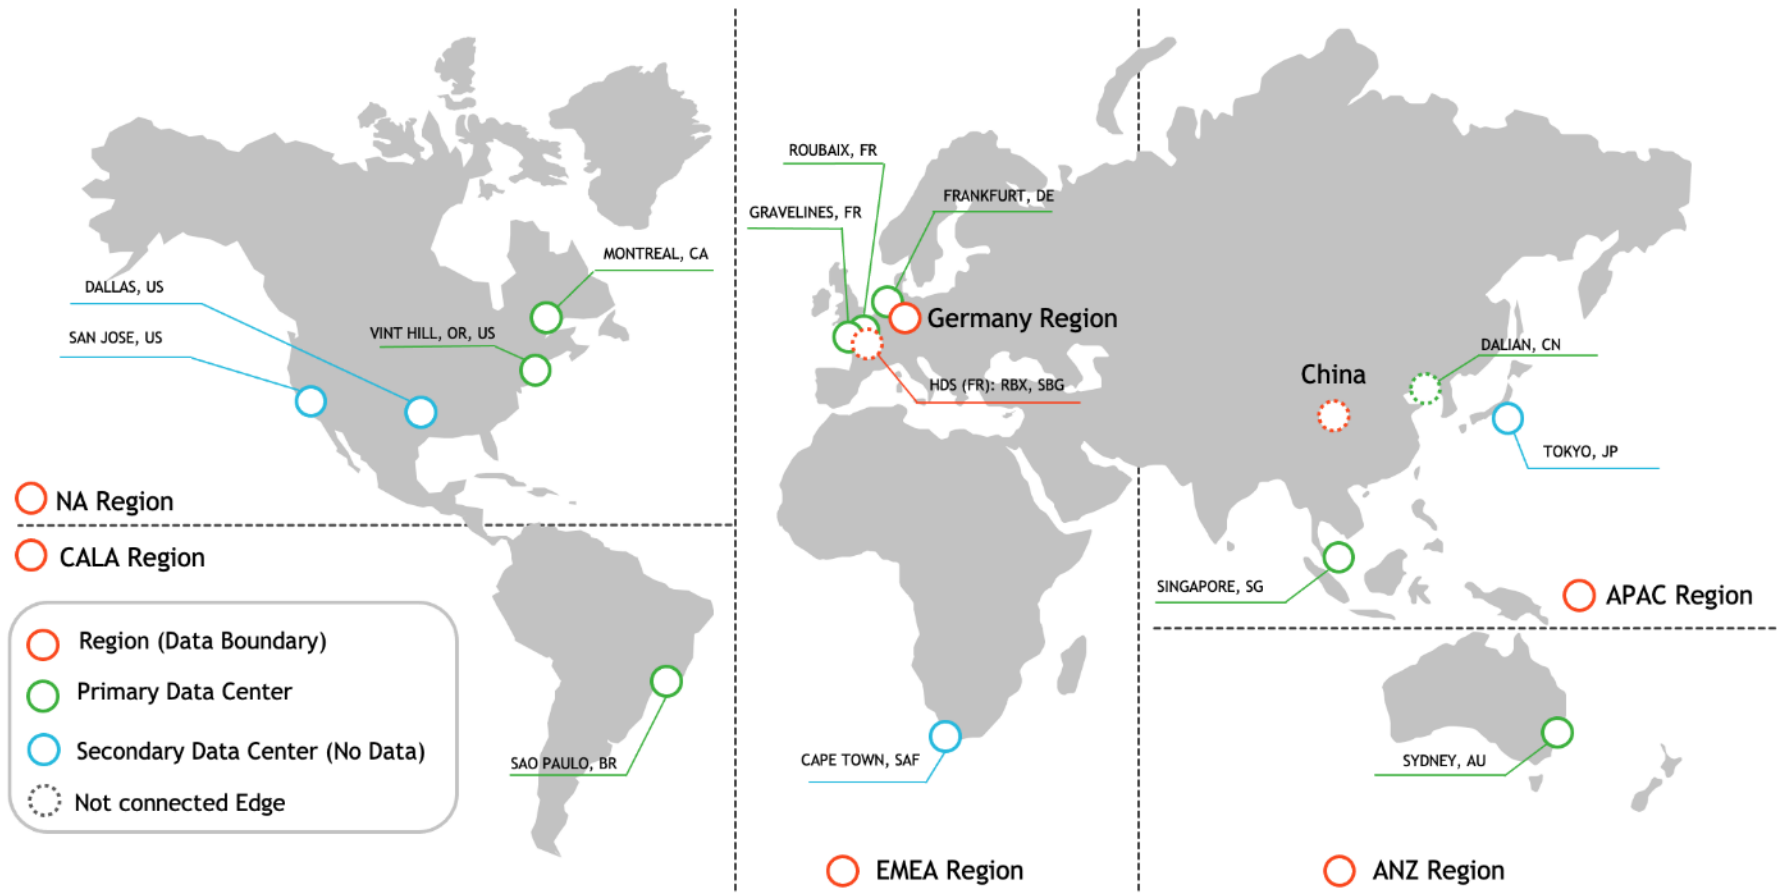 ROUBAIX, FR
FRANKFURT, DE
GRAVELINES, FR
MONTREAL, CA
DALLAS, US
VINT HILL, OR, US
SAN JOSE, US
Germany Region
DALIAN, CN
China
HDS (FR): RBX, SBG
TOKYO, JP
NA Region
CALA Region
SINGAPORE, SG
APAC Region
Region (Data Boundary)
Primary Data Center
Secondary Data Center (No Data)
Not connected Edge
SAO PAULO, BR
CAPE TOWN, SAF
SYDNEY, AU
EMEA Region
ANZ Region